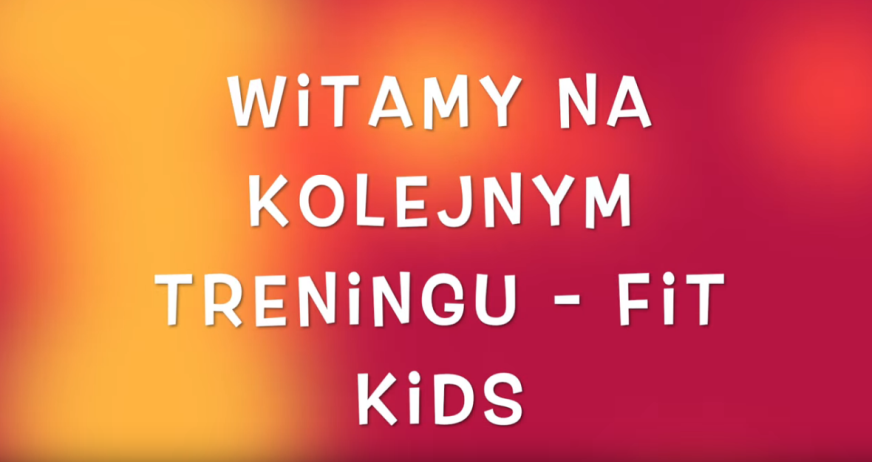 WiTAMY NA
KOLEJNYM
TRENiNGU - FiT
KiDS